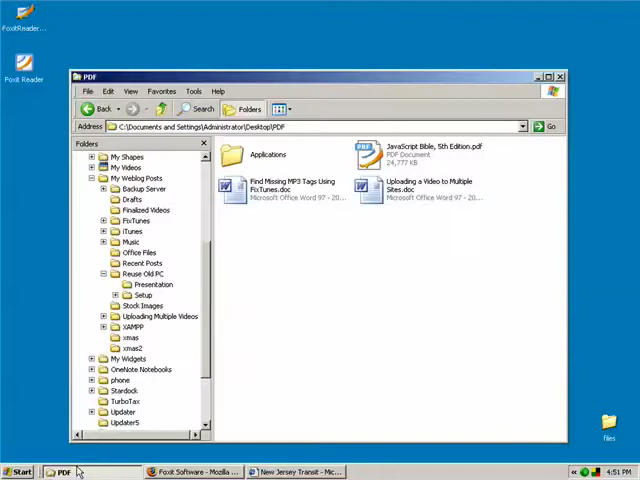 FoxitReader...
Foxit Reader
PDF
File Edit View Favorites Tools Help
Back Search Folders
Address C:\Documents and Settings\Administrator\Desktop\PDF Go
Folders
My Shapes
My Videos
My Weblog Posts
Backup Server
Drafts
Finalized Videos
FixTunes
iTunes
Music
Office Files
Recent Posts
Reuse Old PC
Presentation
Setup
Stock Images
Uploading Multiple Videos
XAMPP
xmas
xmas2
My Widgets
OneNote Notebooks
phone
Stardock
TurboTax
Updater
Updater5
Applications
JavaScript Bible, 5th Edition.pdf
PDF Document
24,777 KB
Find Missing MP3 Tags Using
FixTunes.doc
Microsoft Office Word 97 - 20...
Uploading a Video to Multiple
Sites.doc
Microsoft Office Word 97 - 20...
files
Start PDF Foxit Software - Mozilla ... New Jersey Transit - Mic... 4:51 PM